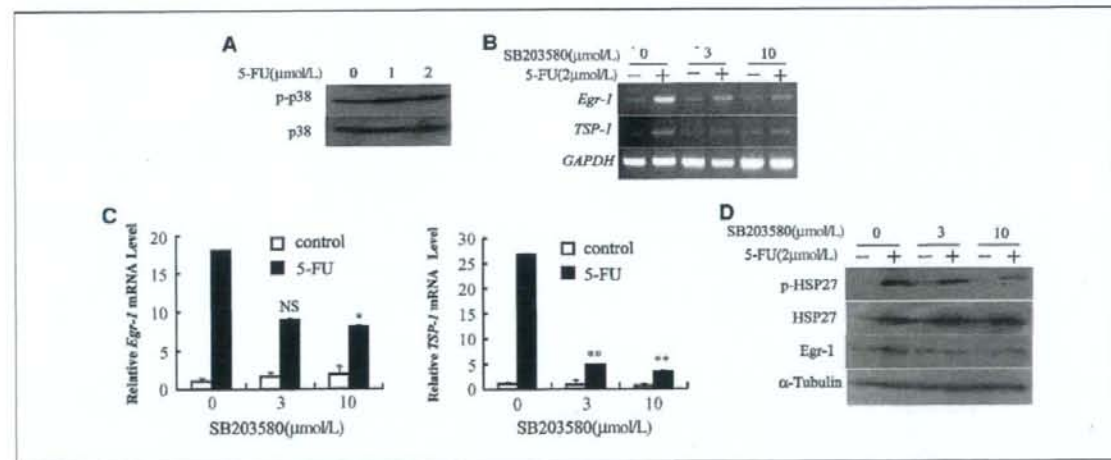 A
5-FU(μmol/L) 0 1 2
p-p38
p38
B
SB203580(μmol/L) 0 3 10
5-FU(2μmol/L) − + − + − +
Egr-1
TSP-1
GAPDH
C
Relative Egr-1 mRNA Level
20
15
10
5
0
control
5-FU
NS
*
0 3 10
SB203580(μmol/L)
Relative TSP-1 mRNA Level
30
25
20
15
10
5
0
control
5-FU
**
**
0 3 10
SB203580(μmol/L)
D
SB203580(μmol/L) 0 3 10
5-FU(2μmol/L) − + − + − +
p-HSP27
HSP27
Egr-1
α-Tubulin